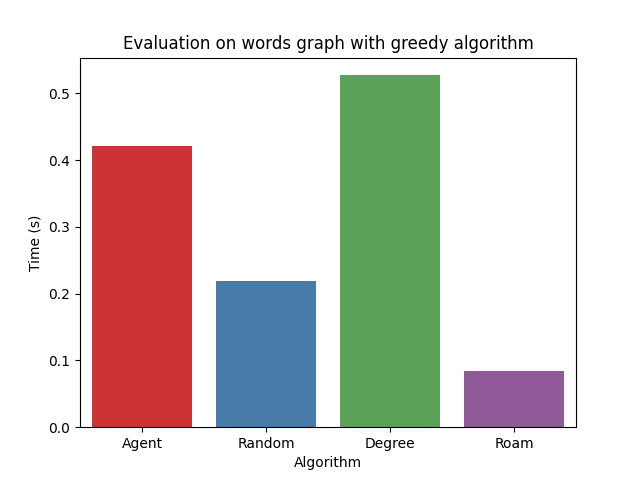 Evaluation on words graph with greedy algorithm
Time (s)
0.5
0.4
0.3
0.2
0.1
0.0
Agent
Random
Degree
Roam
Algorithm